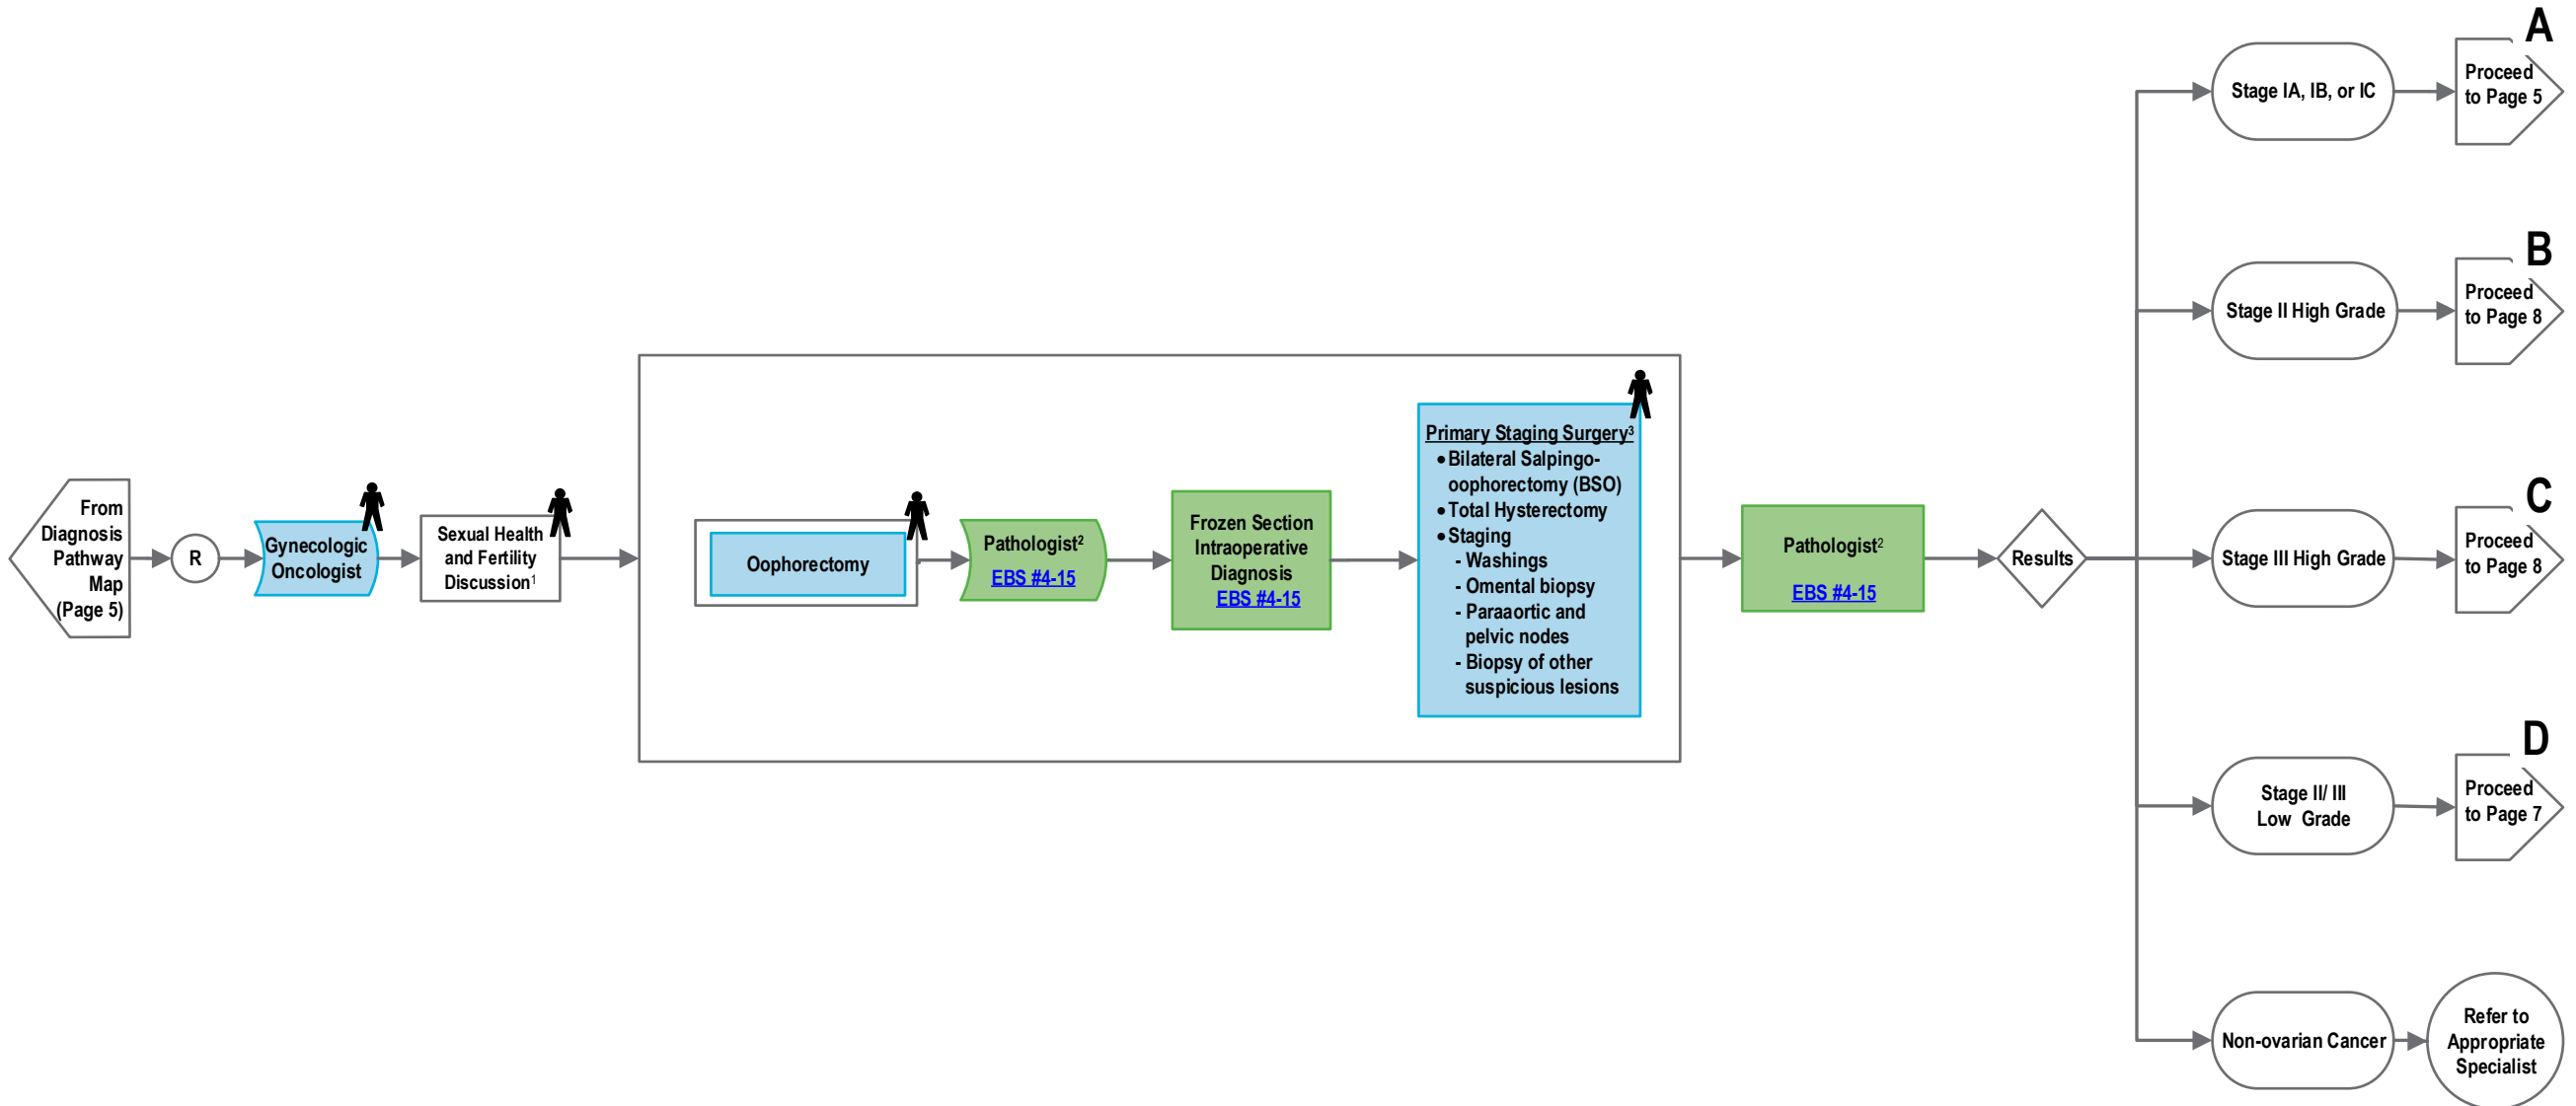 From
Diagnosis
Pathway
Map
(Page 5)
R
Gynecologic
Oncologist
Sexual Health
and Fertility
Discussion¹
Oophorectomy
Pathologist²
EBS #4-15
Frozen Section
Intraoperative
Diagnosis
EBS #4-15
Primary Staging Surgery³
• Bilateral Salpingo-
oophorectomy (BSO)
• Total Hysterectomy
• Staging
- Washings
- Omental biopsy
- Paraaortic and
pelvic nodes
- Biopsy of other
suspicious lesions
Pathologist²
EBS #4-15
Results
Stage IA, IB, or IC
A
Proceed
to Page 5
Stage II High Grade
B
Proceed
to Page 8
Stage III High Grade
C
Proceed
to Page 8
Stage II/ III
Low Grade
D
Proceed
to Page 7
Non-ovarian Cancer
Refer to
Appropriate
Specialist